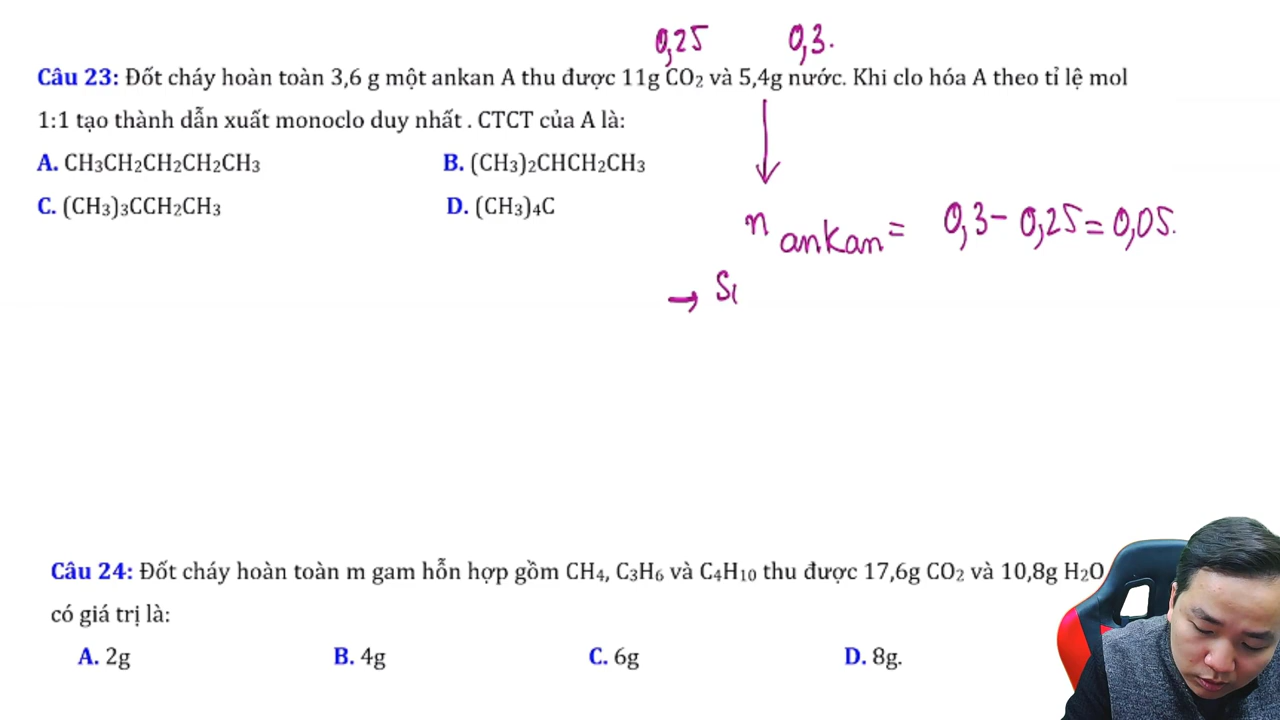 0,25 0,3.
Câu 23: Đốt cháy hoàn toàn 3,6 g một ankan A thu được 11g CO₂ và 5,4g nước. Khi clo hóa A theo tỉ lệ mol
1:1 tạo thành dẫn xuất monoclo duy nhất . CTCT của A là:
A. CH₃CH₂CH₂CH₂CH₃ B. (CH₃)₂CHCH₂CH₃
C. (CH₃)₃CCH₂CH₃ D. (CH₃)₄C
n ankan = 0,3 - 0,25 = 0,05.
→ Sı
Câu 24: Đốt cháy hoàn toàn m gam hỗn hợp gồm CH₄, C₃H₆ và C₄H₁₀ thu được 17,6g CO₂ và 10,8g H₂O
có giá trị là:
A. 2g B. 4g C. 6g D. 8g.